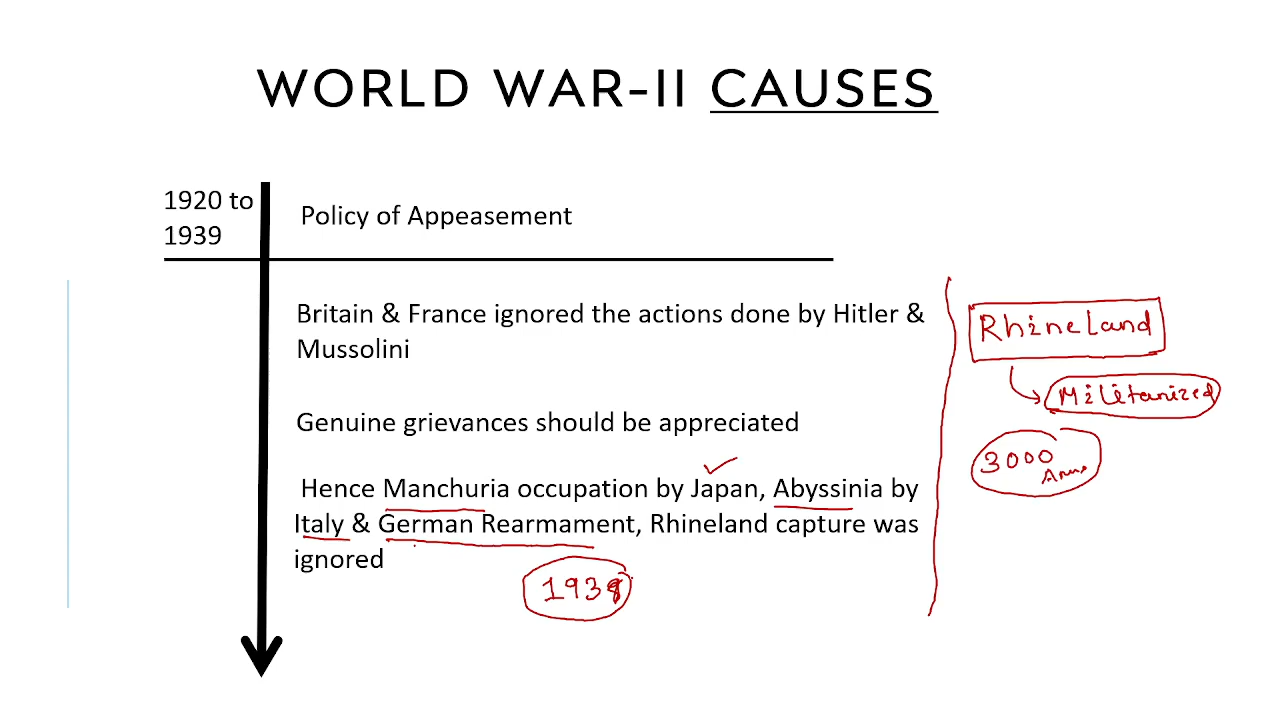 WORLD WAR-II CAUSES
1920 to
1939
Policy of Appeasement
Britain & France ignored the actions done by Hitler &
Mussolini
Genuine grievances should be appreciated
Hence Manchuria occupation by Japan, Abyssinia by
Italy & German Rearmament, Rhineland capture was
ignored
Rhineland
Militarized
3000